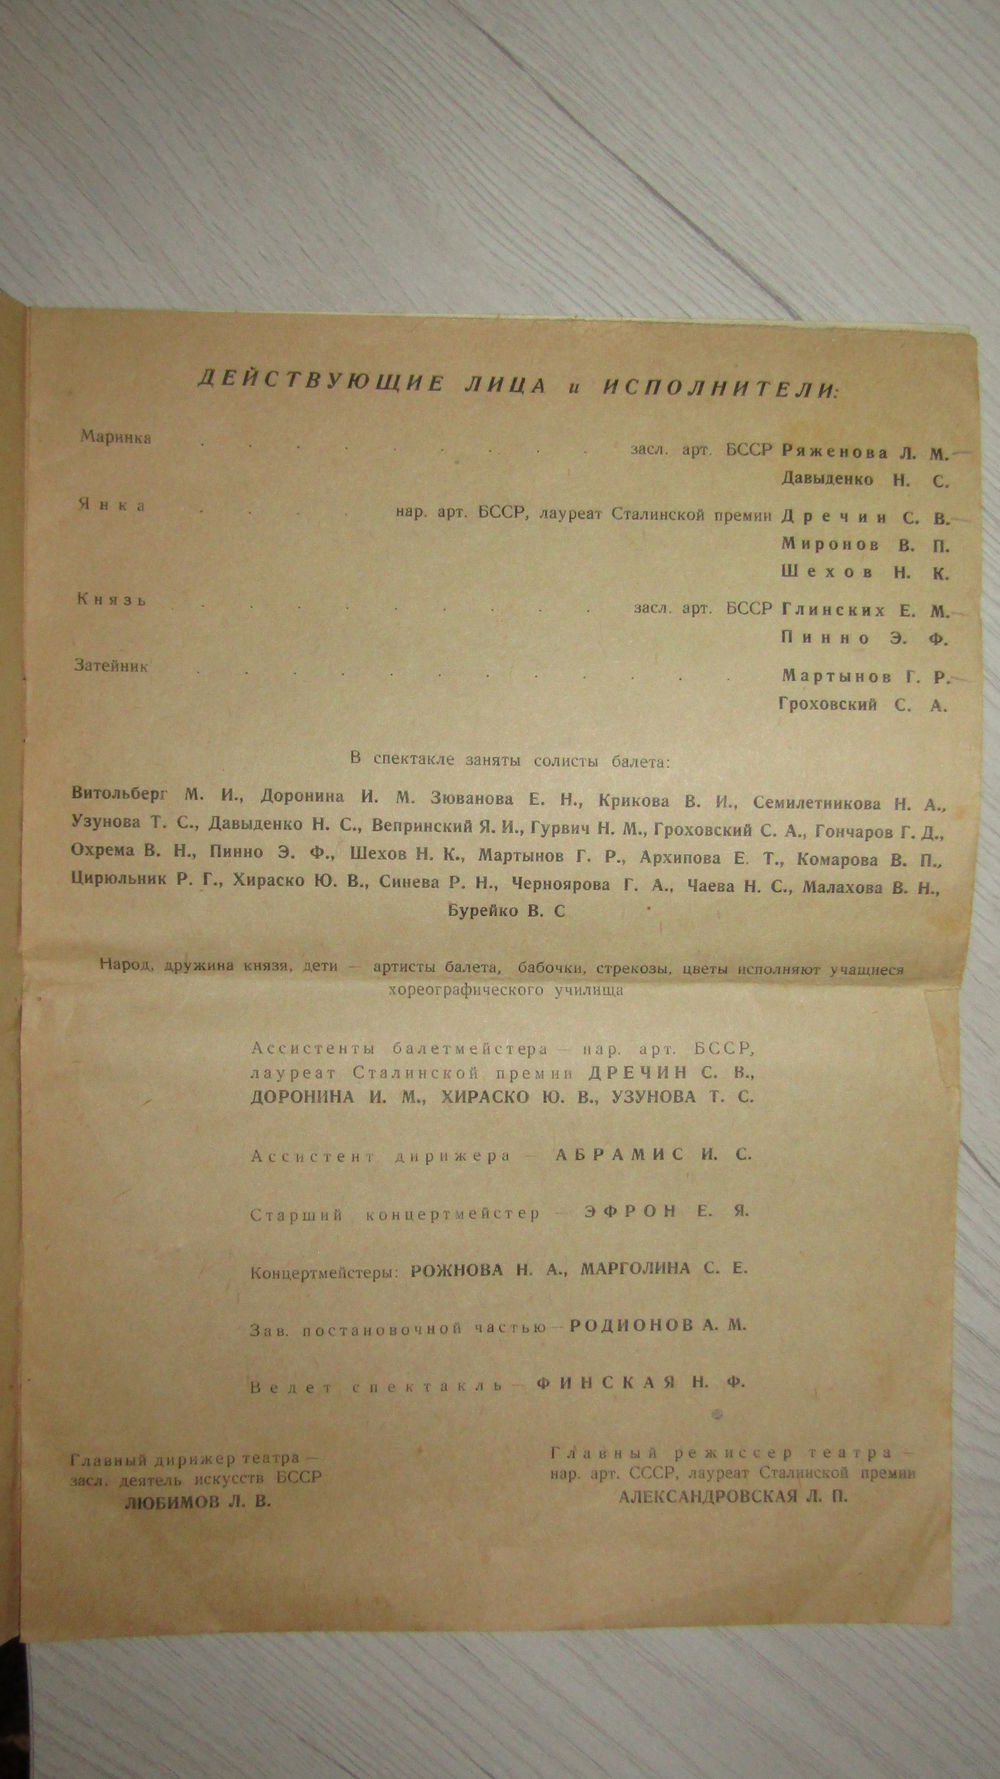 ДЕЙСТВУЮЩИЕ ЛИЦА и ИСПОЛНИТЕЛИ:
Маринка . . . . . . . засл. арт. БССР Ряженова Л. М.
Давыденко Н. С.
Янка . . . нар. арт. БССР, лауреат Сталинской премии Дречин С. В.
Миронов В. П.
Шехов Н. К.
Князь . . . . . . . засл. арт. БССР Глинских Е. М.
Пинно Э. Ф.
Затейник . . . . . . . . Мартынов Г. Р.
Гроховский С. А.
В спектакле заняты солисты балета:
Витольберг М. И., Доронина И. М. Зюванова Е. Н., Крикова В. И., Семилетникова Н. А.,
Узунова Т. С., Давыденко Н. С., Вепринский Я. И., Гурвич Н. М., Гроховский С. А., Гончаров Г. Д.,
Охрема В. Н., Пинно Э. Ф., Шехов Н. К., Мартынов Г. Р., Архипова Е. Т., Комарова В. П.,
Цирюльник Р. Г., Хираско Ю. В., Синева Р. Н., Черноярова Г. А., Чаева Н. С., Малахова В. Н.,
Бурейко В. С
Народ, дружина князя, дети — артисты балета, бабочки, стрекозы, цветы исполняют учащиеся
хореографического училища
Ассистенты балетмейстера — нар. арт. БССР,
лауреат Сталинской премии ДРЕЧИН С. В.,
ДОРОНИНА И. М., ХИРАСКО Ю. В., УЗУНОВА Т. С.
Ассистент дирижера — АБРАМИС И. С.
Старший концертмейстер — ЭФРОН Е. Я.
Концертмейстеры: РОЖНОВА Н. А., МАРГОЛИНА С. Е.
Зав. постановочной частью — РОДИОНОВ А. М.
Ведет спектакль — ФИНСКАЯ Н. Ф.
Главный дирижер театра —
засл. деятель искусств БССР
ЛЮБИМОВ Л. В.
Главный режиссер театра —
нар. арт. СССР, лауреат Сталинской премии
АЛЕКСАНДРОВСКАЯ Л. П.